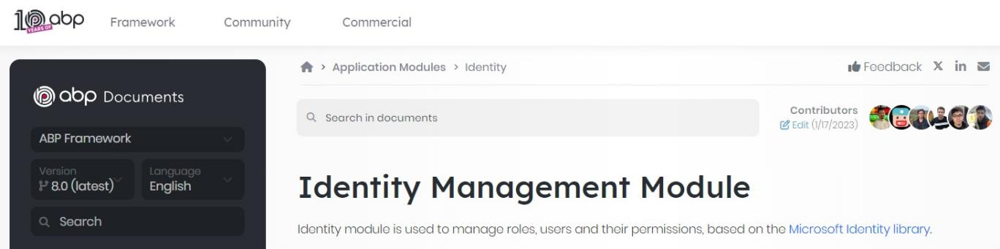 10 YEARS OF abp
Framework
Community
Commercial
abp Documents
ABP Framework
Version
8.0 (latest)
Language
English
Search
> Application Modules > Identity
Feedback X in
Search in documents
Contributors
Edit (1/17/2023)
Identity Management Module
Identity module is used to manage roles, users and their permissions, based on the Microsoft Identity library.